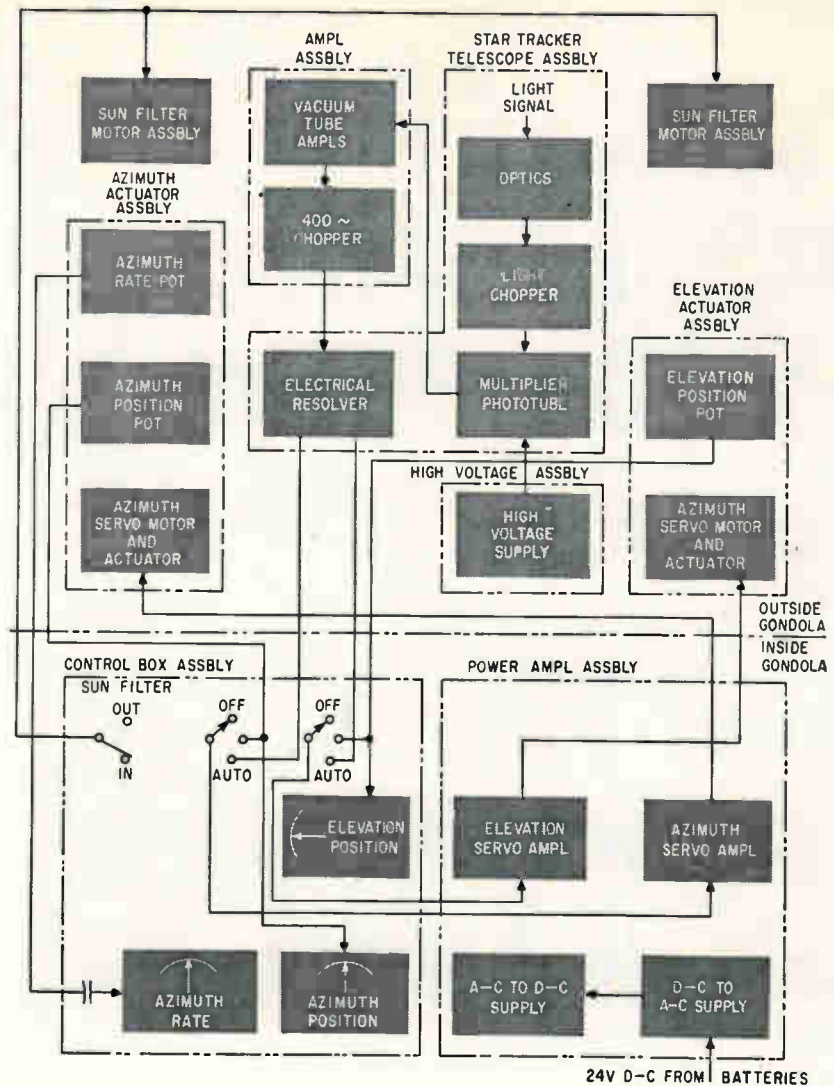 AMPL
ASSBLY
STAR TRACKER
TELESCOPE ASSBLY
SUN FILTER
MOTOR ASSBLY
VACUUM
TUBE
AMPLS
LIGHT
SIGNAL
SUN FILTER
MOTOR ASSBLY
AZIMUTH
ACTUATOR
ASSBLY
400 ~
CHOPPER
OPTICS
AZIMUTH
RATE POT
LIGHT
CHOPPER
ELEVATION
ACTUATOR
ASSBLY
AZIMUTH
POSITION
POT
ELECTRICAL
RESOLVER
MULTIPLIER
PHOTOTUBE
ELEVATION
POSITION
POT
HIGH VOLTAGE ASSBLY
AZIMUTH
SERVO MOTOR
AND
ACTUATOR
HIGH
VOLTAGE
SUPPLY
AZIMUTH
SERVO MOTOR
AND
ACTUATOR
OUTSIDE
GONDOLA
INSIDE
GONDOLA
CONTROL BOX ASSBLY
POWER AMPL ASSBLY
SUN FILTER
OUT
IN
OFF
AUTO
OFF
AUTO
ELEVATION
POSITION
ELEVATION
SERVO AMPL
AZIMUTH
SERVO AMPL
AZIMUTH
RATE
AZIMUTH
POSITION
A-C TO D-C
SUPPLY
D-C TO
A-C SUPPLY
24V D-C FROM BATTERIES